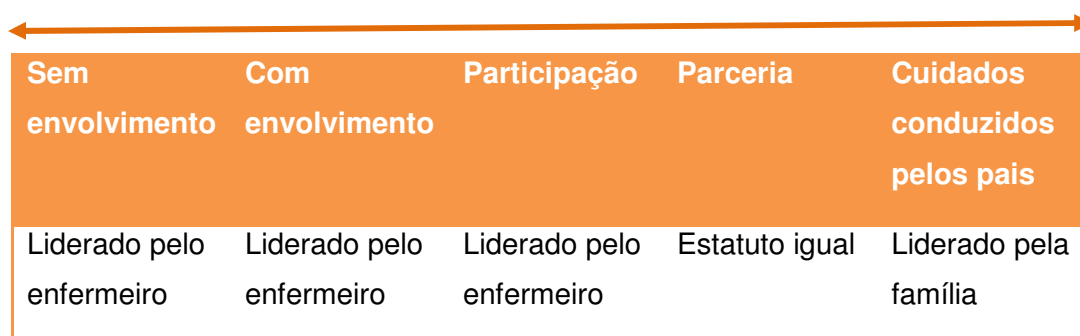 Sem envolvimento
Com envolvimento
Participação
Parceria
Cuidados conduzidos pelos pais
Liderado pelo enfermeiro
Liderado pelo enfermeiro
Liderado pelo enfermeiro
Estatuto igual
Liderado pela família